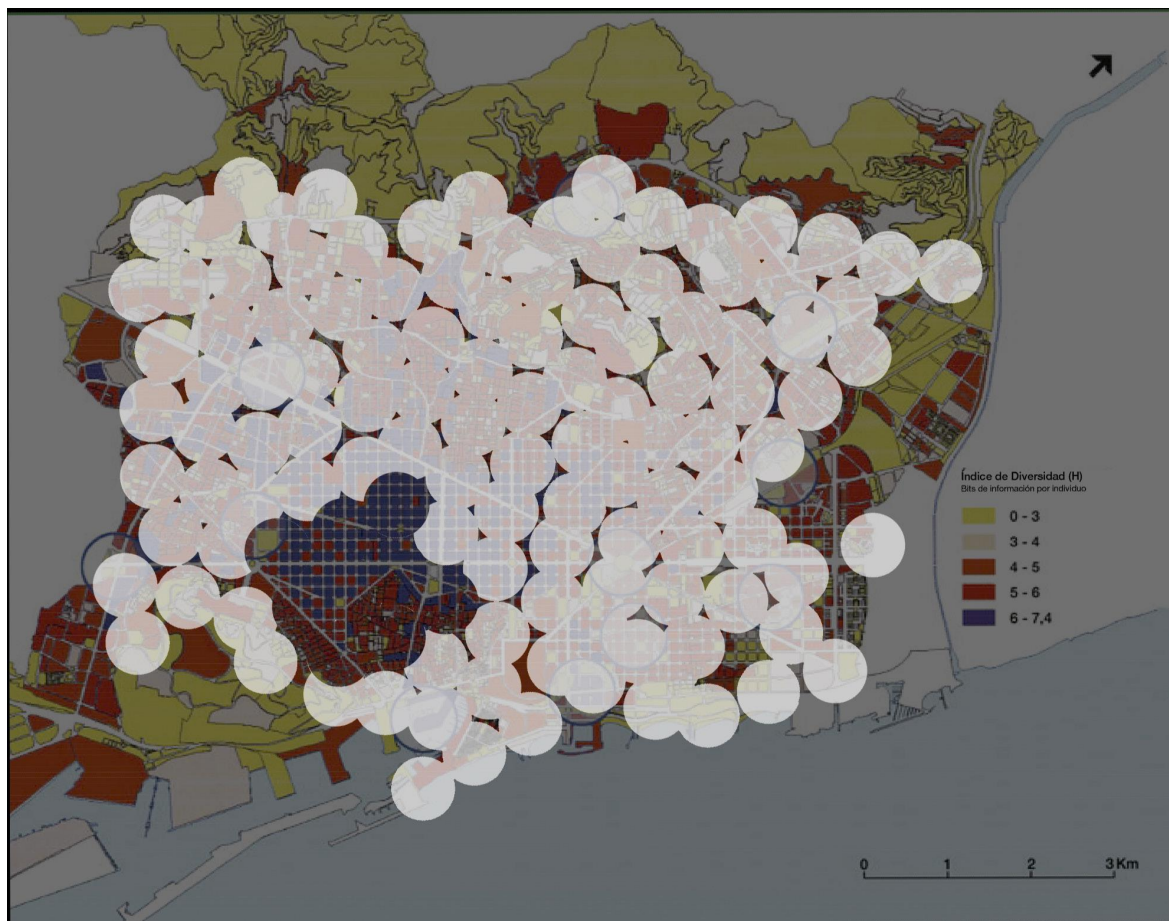 Índice de Diversidad (H)
Bits de información por individuo
0 - 3
3 - 4
4 - 5
5 - 6
6 - 7,4
0 1 2 3 Km